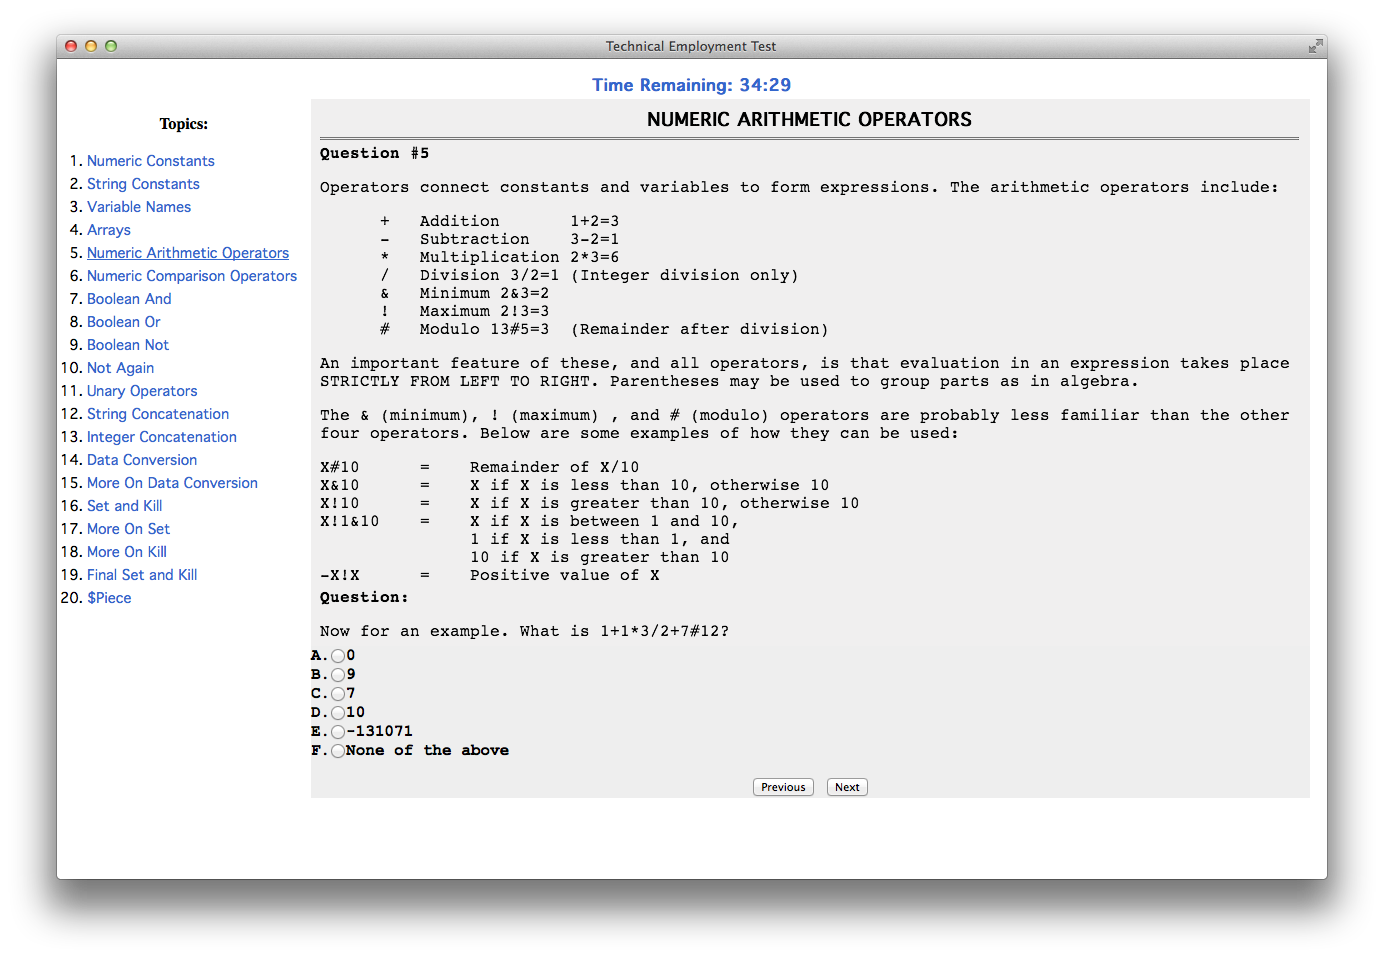 Technical Employment Test
Time Remaining: 34:29
Topics:
1. Numeric Constants
2. String Constants
3. Variable Names
4. Arrays
5. Numeric Arithmetic Operators
6. Numeric Comparison Operators
7. Boolean And
8. Boolean Or
9. Boolean Not
10. Not Again
11. Unary Operators
12. String Concatenation
13. Integer Concatenation
14. Data Conversion
15. More On Data Conversion
16. Set and Kill
17. More On Set
18. More On Kill
19. Final Set and Kill
20. $Piece
NUMERIC ARITHMETIC OPERATORS
Question #5
Operators connect constants and variables to form expressions. The arithmetic operators include:
+ Addition 1+2=3
- Subtraction 3-2=1
* Multiplication 2*3=6
/ Division 3/2=1 (Integer division only)
& Minimum 2&3=2
! Maximum 2!3=3
# Modulo 13#5=3 (Remainder after division)
An important feature of these, and all operators, is that evaluation in an expression takes place
STRICTLY FROM LEFT TO RIGHT. Parentheses may be used to group parts as in algebra.
The & (minimum), ! (maximum) , and # (modulo) operators are probably less familiar than the other
four operators. Below are some examples of how they can be used:
X#10 = Remainder of X/10
X&10 = X if X is less than 10, otherwise 10
X!10 = X if X is greater than 10, otherwise 10
X!1&10 = X if X is between 1 and 10,
1 if X is less than 1, and
10 if X is greater than 10
-X!X = Positive value of X
Question:
Now for an example. What is 1+1*3/2+7#12?
A. 0
B. 9
C. 7
D. 10
E. -131071
F. None of the above
Previous Next